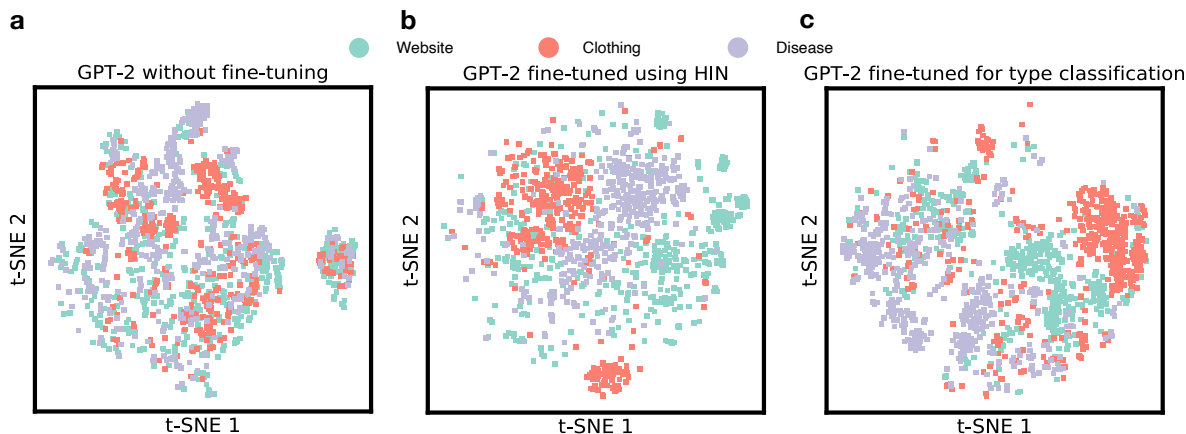 a
b
c
Website
Clothing
Disease
GPT-2 without fine-tuning
GPT-2 fine-tuned using HIN
GPT-2 fine-tuned for type classification
t-SNE 2
t-SNE 2
t-SNE 2
t-SNE 1
t-SNE 1
t-SNE 1